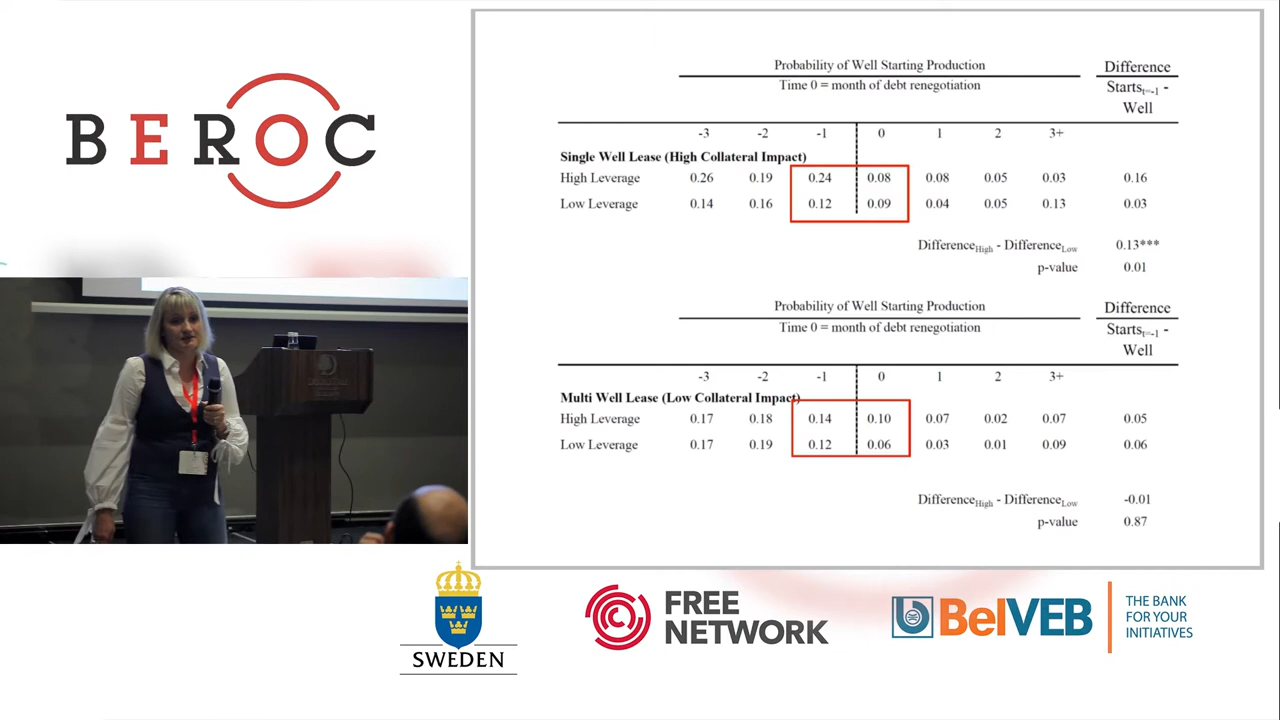 BEROC
Probability of Well Starting Production
Difference
Time 0 = month of debt renegotiation
Starts_t=-1 -
Well
-3 -2 -1 0 1 2 3+
Single Well Lease (High Collateral Impact)
High Leverage 0.26 0.19 0.24 0.08 0.08 0.05 0.03 0.16
Low Leverage 0.14 0.16 0.12 0.09 0.04 0.05 0.13 0.03
Difference_High - Difference_Low 0.13***
p-value 0.01
Probability of Well Starting Production
Difference
Time 0 = month of debt renegotiation
Starts_t=-1 -
Well
-3 -2 -1 0 1 2 3+
Multi Well Lease (Low Collateral Impact)
High Leverage 0.17 0.18 0.14 0.10 0.07 0.02 0.07 0.05
Low Leverage 0.17 0.19 0.12 0.06 0.03 0.01 0.09 0.06
Difference_High - Difference_Low -0.01
p-value 0.87
SWEDEN
FREE
NETWORK
BelVEB
THE BANK
FOR YOUR
INITIATIVES